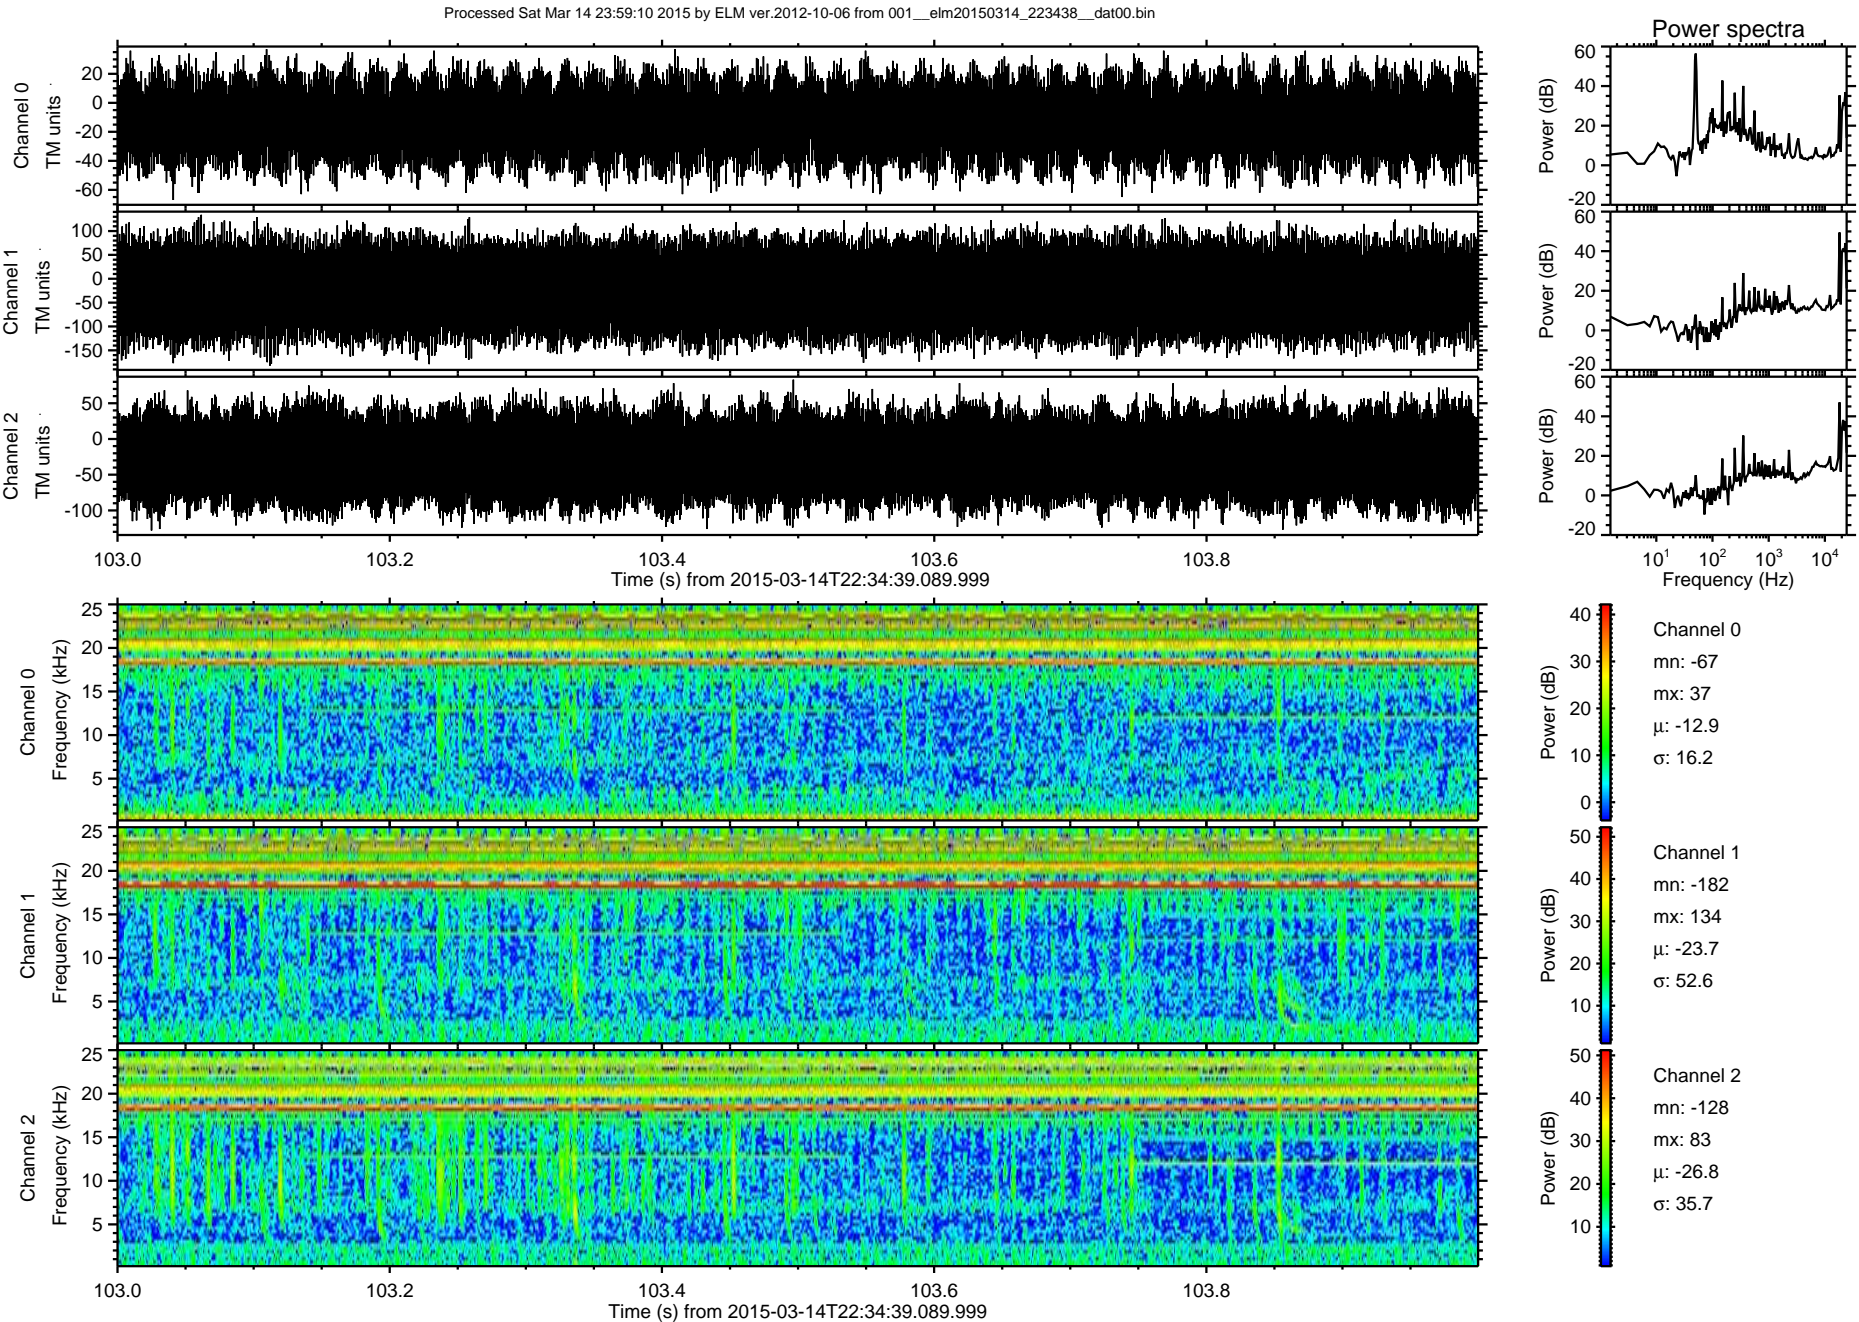 Processed Sat Mar 14 23:59:10 2015 by ELM ver.2012-10-06 from 001__elm20150314_223438__dat00.bin
Power spectra
Channel 0
TM units
20
0
-20
-40
-60
Power (dB)
60
40
20
0
-20
Channel 1
TM units
100
50
0
-50
-100
-150
Power (dB)
60
40
20
0
-20
Channel 2
TM units
50
0
-50
-100
Power (dB)
60
40
20
0
-20
103.0 103.2 103.4 103.6 103.8
Time (s) from 2015-03-14T22:34:39.089.999
10¹ 10² 10³ 10⁴
Frequency (Hz)
Channel 0
Frequency (kHz)
25
20
15
10
5
Power (dB)
40
30
20
10
0
Channel 0
mn: -67
mx: 37
μ: -12.9
σ: 16.2
Channel 1
Frequency (kHz)
25
20
15
10
5
Power (dB)
50
40
30
20
10
Channel 1
mn: -182
mx: 134
μ: -23.7
σ: 52.6
Channel 2
Frequency (kHz)
25
20
15
10
5
Power (dB)
50
40
30
20
10
Channel 2
mn: -128
mx: 83
μ: -26.8
σ: 35.7
103.0 103.2 103.4 103.6 103.8
Time (s) from 2015-03-14T22:34:39.089.999